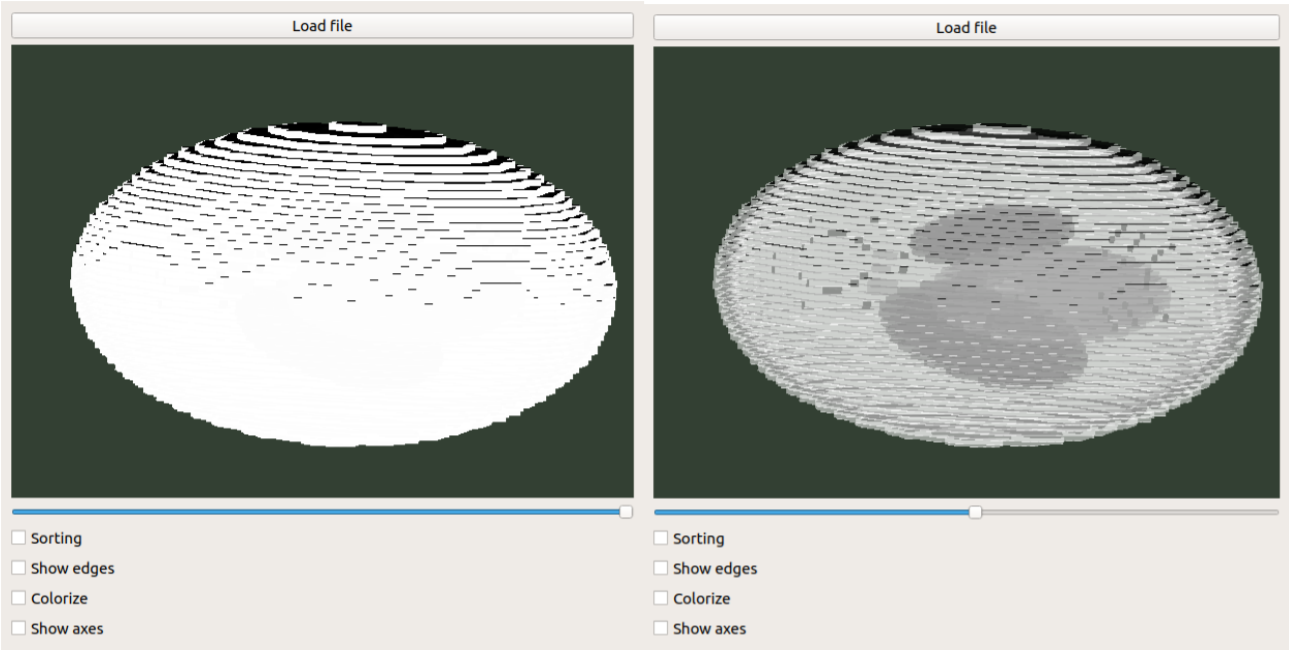 Load file
Sorting
Show edges
Colorize
Show axes
Load file
Sorting
Show edges
Colorize
Show axes